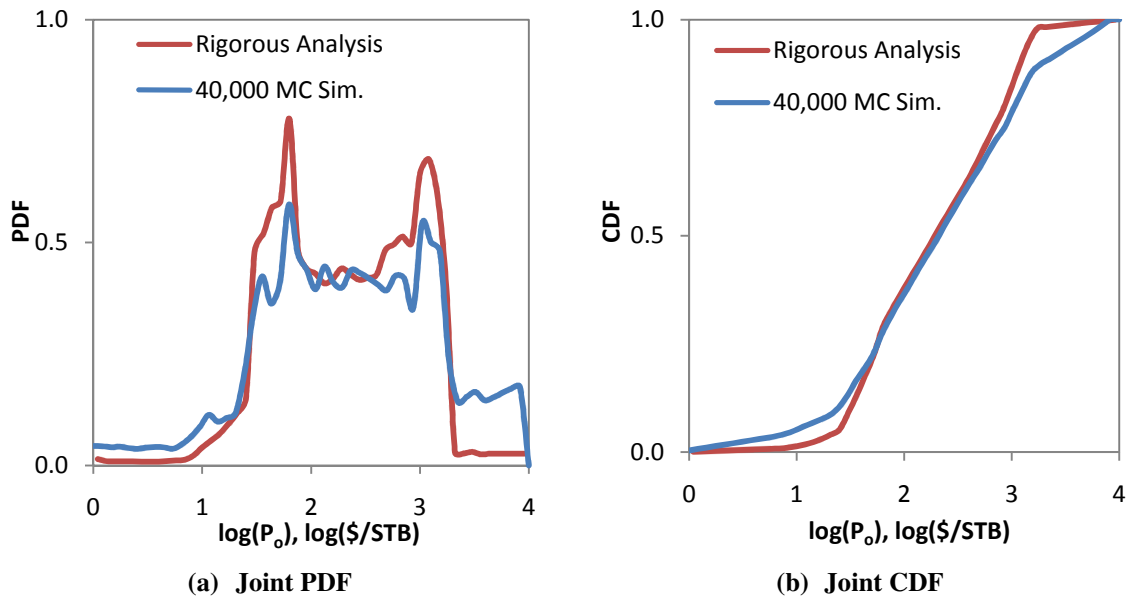 1.0
Rigorous Analysis
40,000 MC Sim.
PDF
0.5
0.0
0 1 2 3 4
log(Po), log($/STB)
(a) Joint PDF
1.0
Rigorous Analysis
40,000 MC Sim.
CDF
0.5
0.0
0 1 2 3 4
log(Po), log($/STB)
(b) Joint CDF